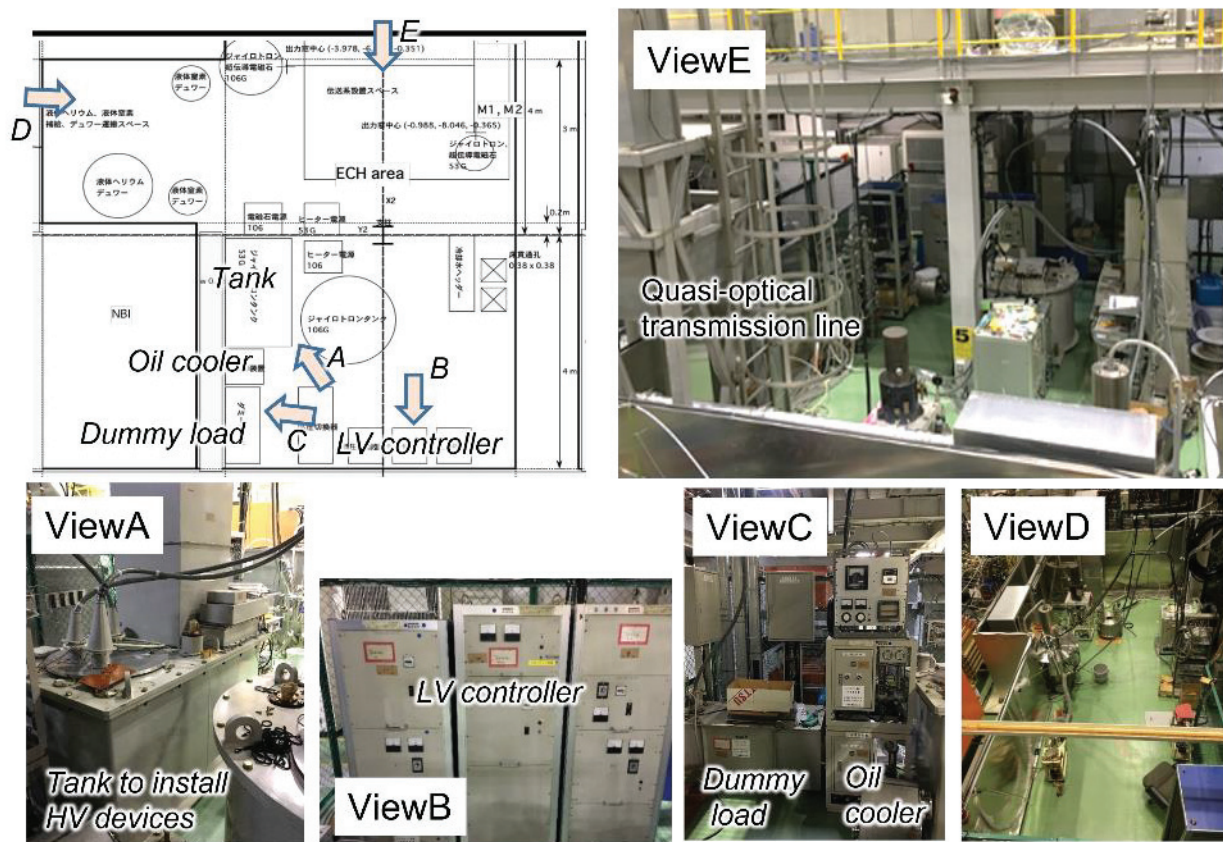 E
出力窓中心 (-3.978, -6.
-0.351)
ジャイロトロン
超伝導電磁石
106G
液体窒素
デュワー
伝送系設置スペース
D
液体ヘリウム、液体窒素
補給、デュワー運搬スペース
M1, M2
4 m
3 m
出力窓中心 (-0.988, -8.046, -0.365)
ジャイロトロン、
超伝導電磁石
53G
ECH area
液体ヘリウム
デュワー
液体窒素
デュワー
X2
0.2m
電磁石電源
106
ヒーター電源
53G
Y2
ヒーター電源
106
冷却水ヘッダー
床貫通孔
0.38 x 0.38
53G
Tank
NBI
ジャイロトロンタンク
106G
Oil cooler
A
B
4 m
Dummy load
C
LV controller
ViewE
Quasi-optical
transmission line
5
ViewA
Tank to install
HV devices
LV controller
ViewB
ViewC
Dummy
load
Oil
cooler
ViewD